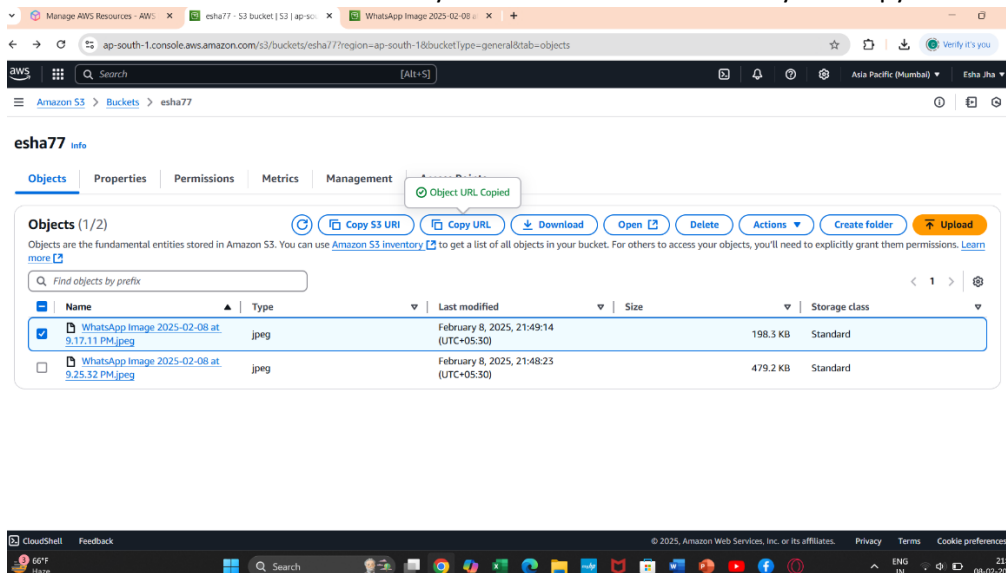 Manage AWS Resources - AWS
esha77 - S3 bucket | S3 | ap-sou
WhatsApp Image 2025-02-08 a
ap-south-1.console.aws.amazon.com/s3/buckets/esha77?region=ap-south-1&bucketType=general&tab=objects
Verify it's you
aws
Search
[Alt+S]
Asia Pacific (Mumbai)
Esha Jha
Amazon S3 > Buckets > esha77
esha77 Info
Objects
Properties
Permissions
Metrics
Management
Object URL Copied
Objects (1/2)
Copy S3 URI
Copy URL
Download
Open
Delete
Actions
Create folder
Upload
Objects are the fundamental entities stored in Amazon S3. You can use Amazon S3 inventory to get a list of all objects in your bucket. For others to access your objects, you'll need to explicitly grant them permissions. Learn
more
Find objects by prefix
1
Name
Type
Last modified
Size
Storage class
WhatsApp Image 2025-02-08 at
9.17.11 PM.jpeg
jpeg
February 8, 2025, 21:49:14
(UTC+05:30)
198.3 KB
Standard
WhatsApp Image 2025-02-08 at
9.25.32 PM.jpeg
jpeg
February 8, 2025, 21:48:23
(UTC+05:30)
479.2 KB
Standard
CloudShell
Feedback
© 2025, Amazon Web Services, Inc. or its affiliates.
Privacy
Terms
Cookie preferences
3
66°F
Haze
Search
ENG
IN
21:
08-02-20